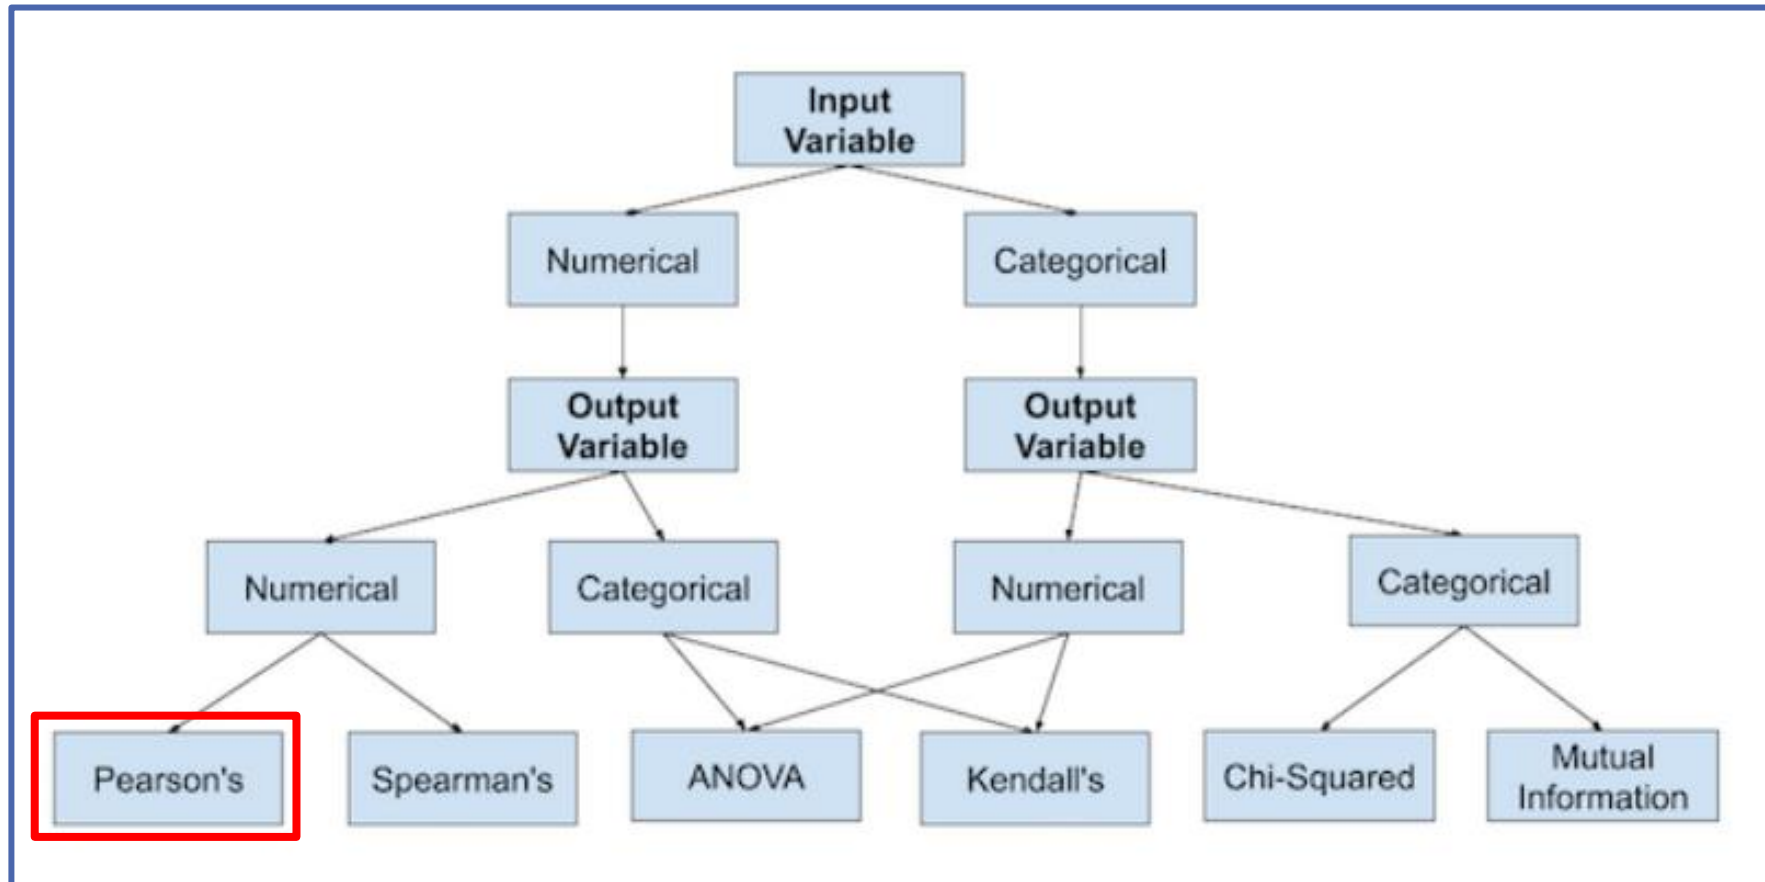 Input
Variable
Numerical
Categorical
Output
Variable
Output
Variable
Numerical
Categorical
Numerical
Categorical
Pearson's
Spearman's
ANOVA
Kendall's
Chi-Squared
Mutual
Information